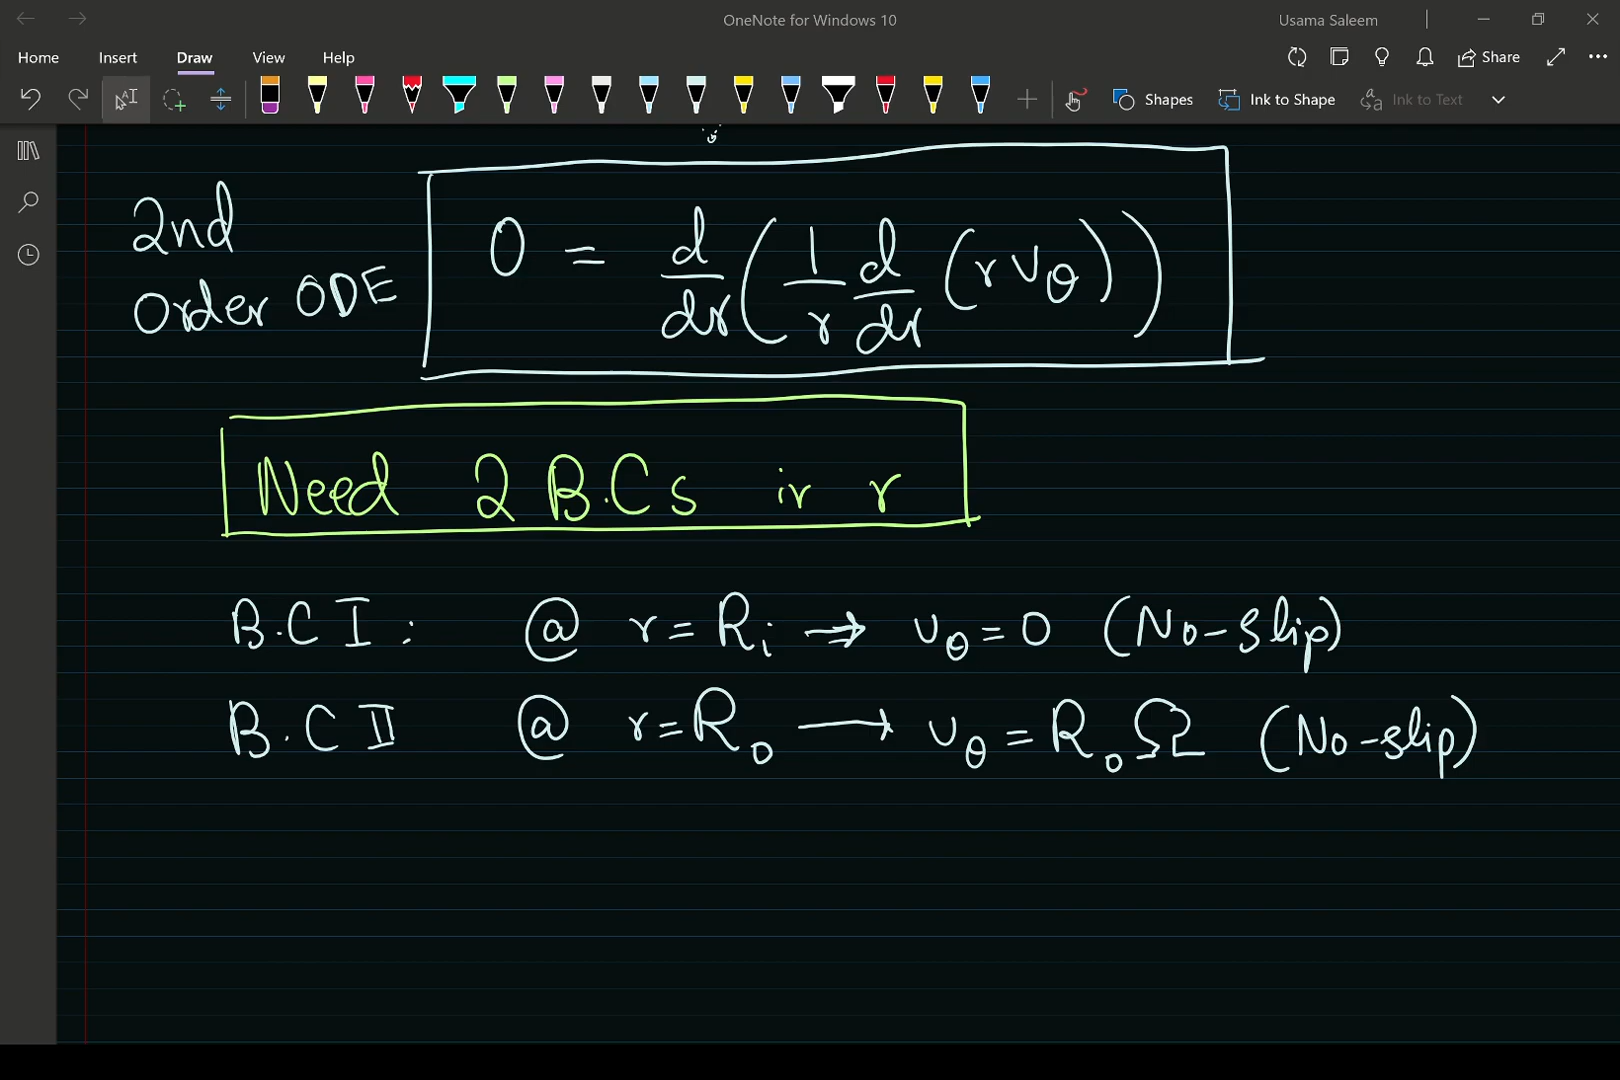 OneNote for Windows 10
Usama Saleem
Home Insert Draw View Help
Share
Shapes Ink to Shape Ink to Text
2nd
Order ODE
0 = d/dr (1/r d/dr (r v_θ))
Need 2 B.Cs in r
B.C I : @ r = R_i → v_θ = 0 (No-slip)
B.C II @ r = R_o → v_θ = R_o Ω (No-slip)